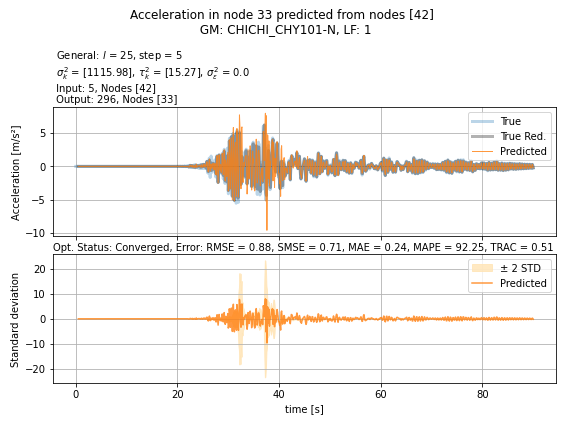 Acceleration in node 33 predicted from nodes [42]
GM: CHICHI_CHY101-N, LF: 1
General: l = 25, step = 5
σ²ₖ = [1115.98], τ²ₖ = [15.27], σ²ε = 0.0
Input: 5, Nodes [42]
Output: 296, Nodes [33]
Acceleration [m/s²]
5
0
−5
−10
True
True Red.
Predicted
Opt. Status: Converged, Error: RMSE = 0.88, SMSE = 0.71, MAE = 0.24, MAPE = 92.25, TRAC = 0.51
Standard deviation
20
10
0
−10
−20
± 2 STD
Predicted
0 20 40 60 80
time [s]